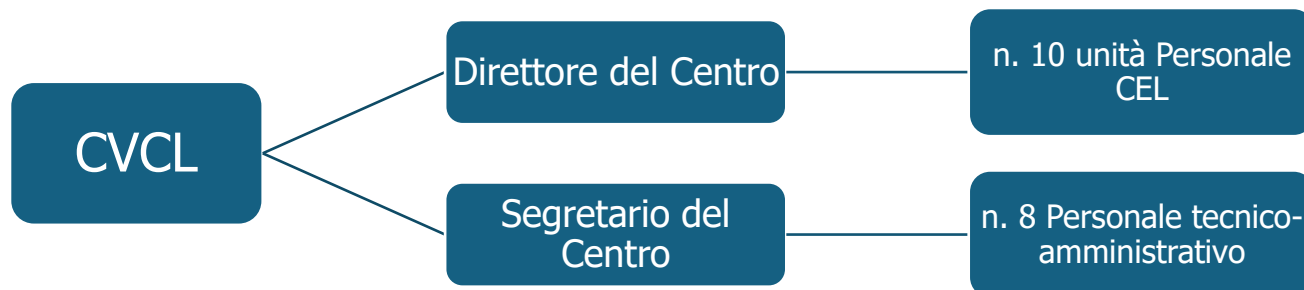 CVCL
Direttore del Centro
n. 10 unità Personale
CEL
Segretario del
Centro
n. 8 Personale tecnico-
amministrativo